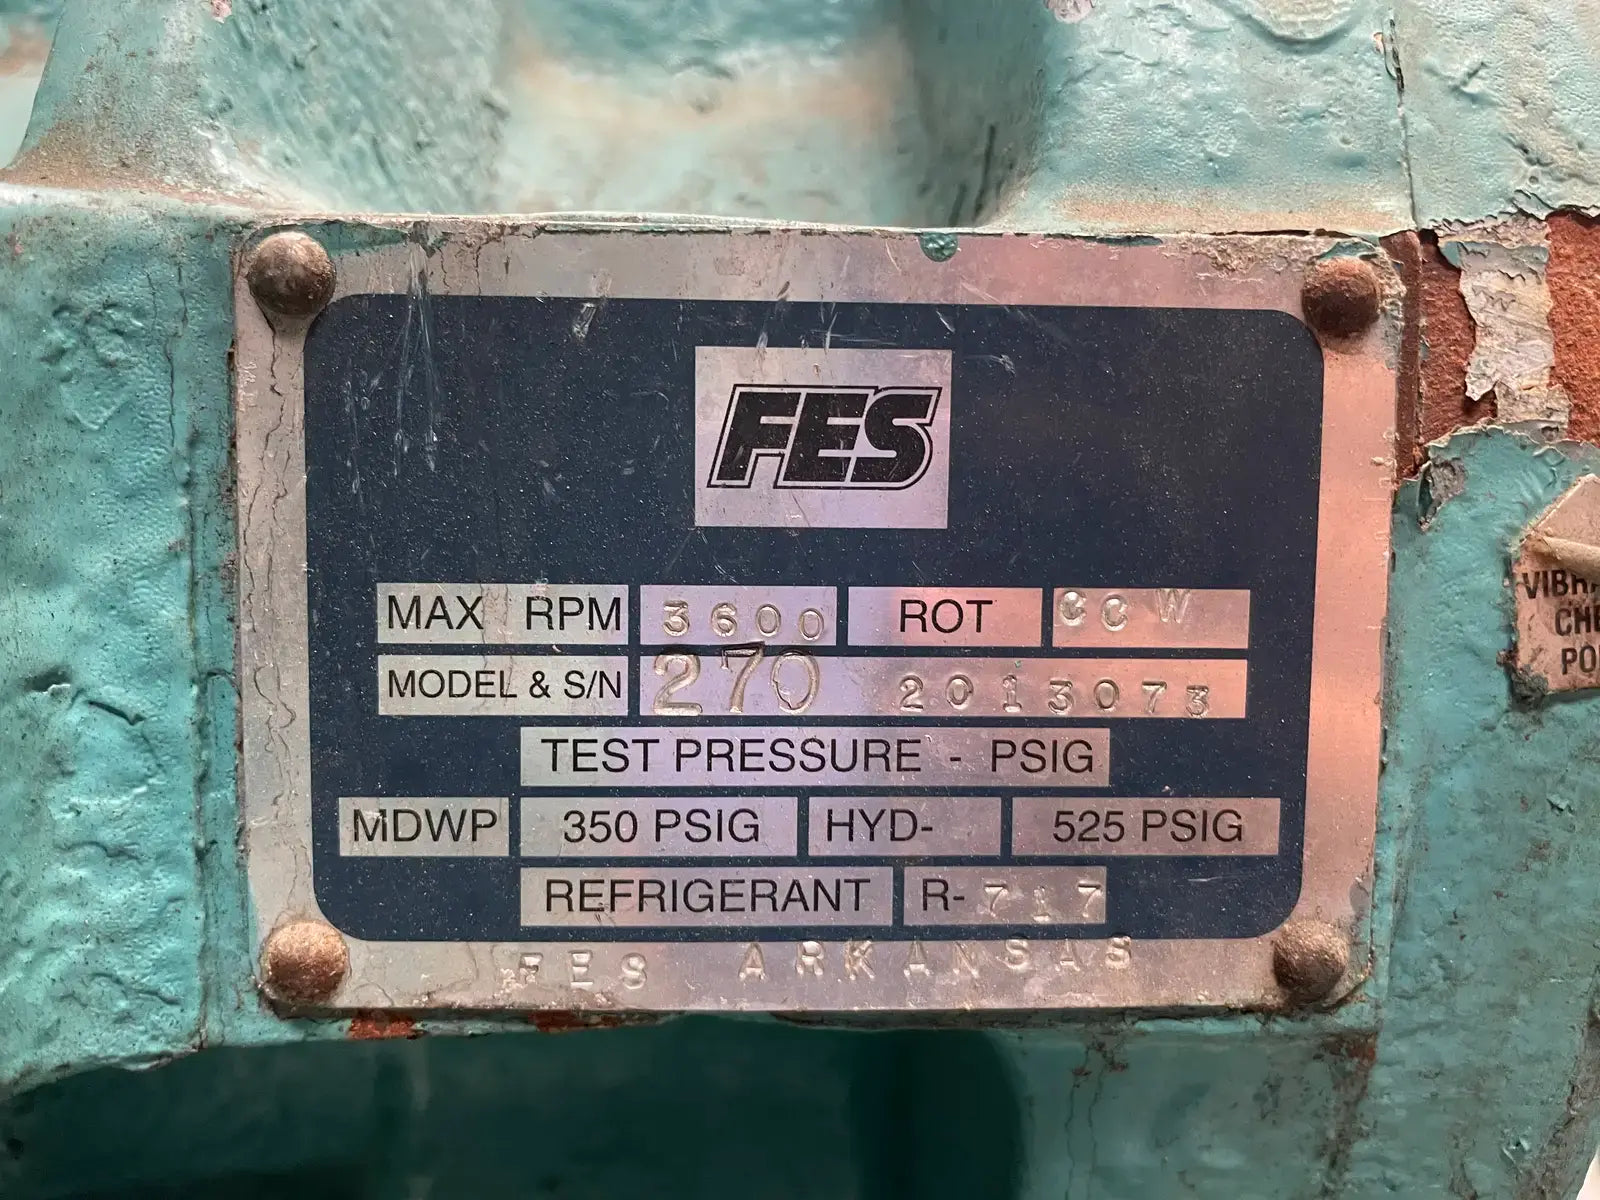 FES
MAX RPM 3600 ROT CCW
MODEL & S/N 270 2013073
TEST PRESSURE - PSIG
MDWP 350 PSIG HYD- 525 PSIG
REFRIGERANT R-717
FES ARKANSAS